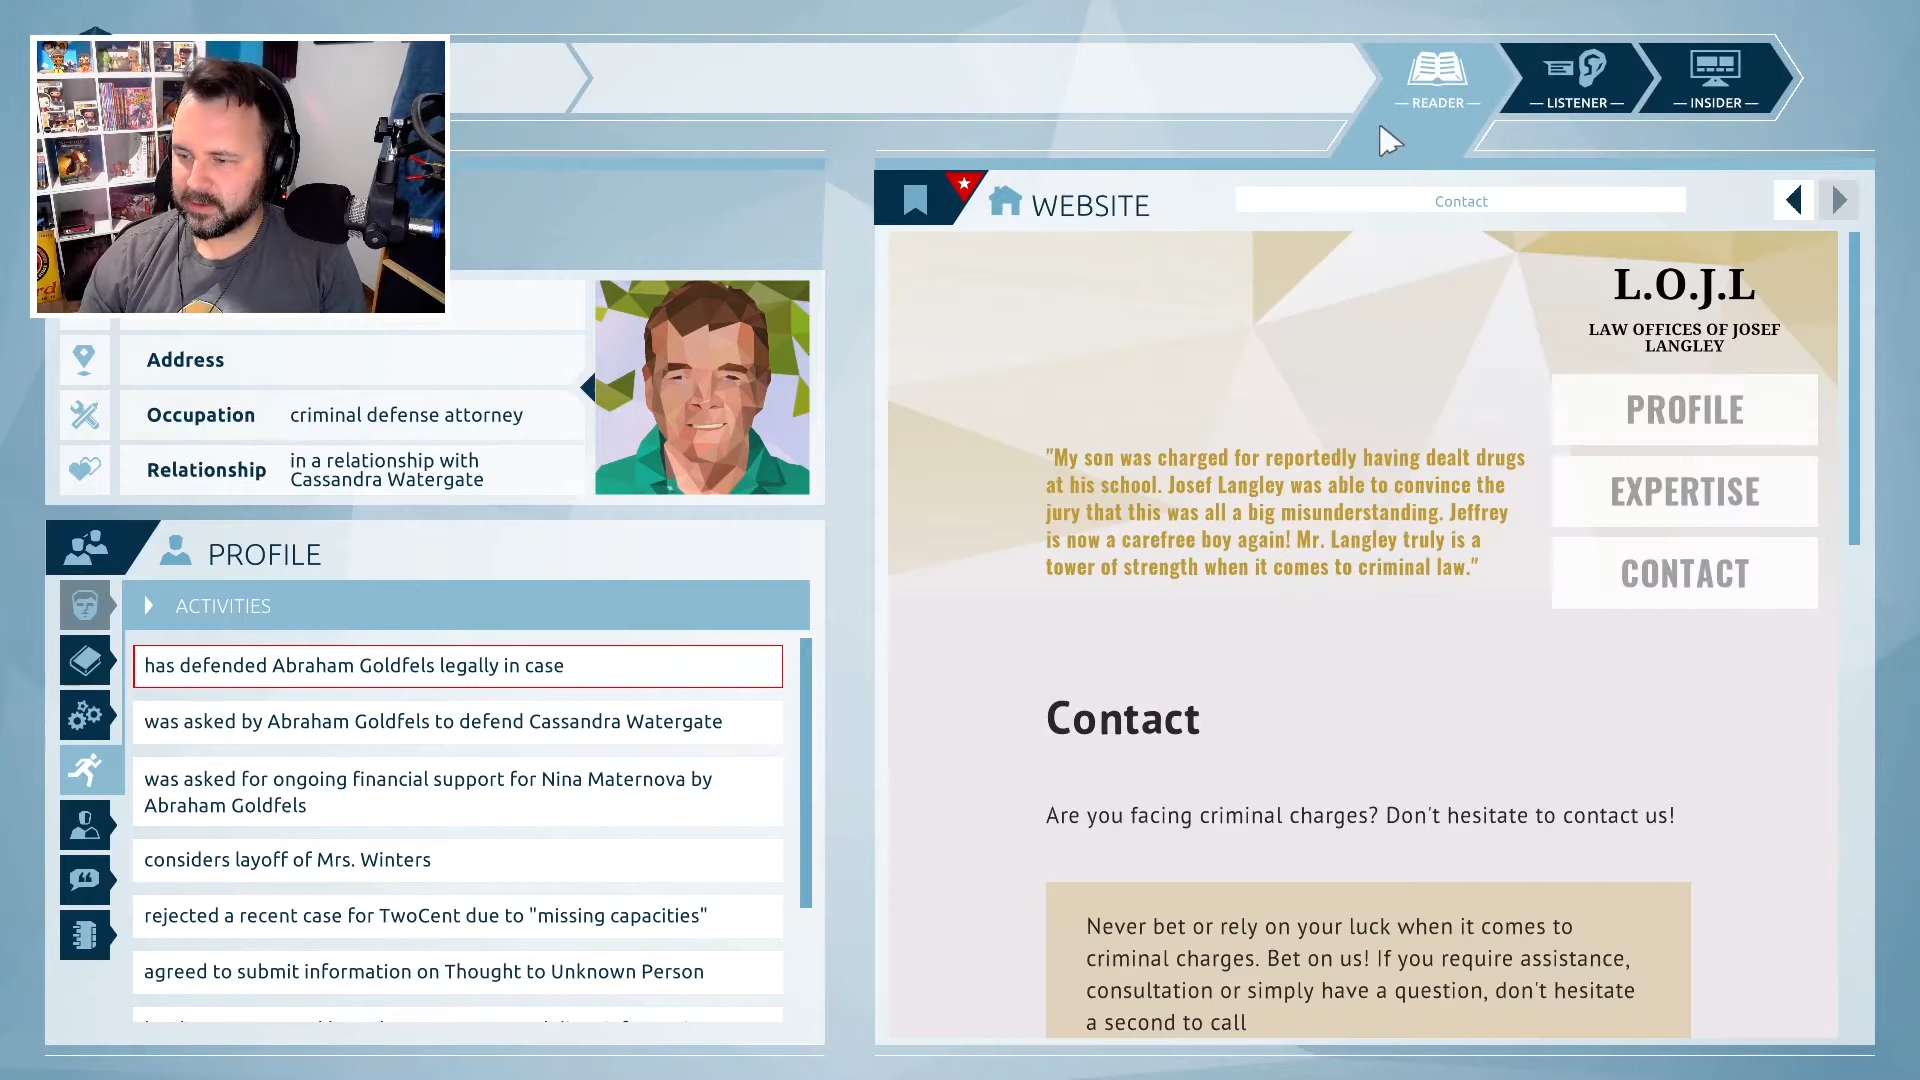 READER
LISTENER
INSIDER
Address
Occupation criminal defense attorney
Relationship in a relationship with
Cassandra Watergate
PROFILE
ACTIVITIES
has defended Abraham Goldfels legally in case
was asked by Abraham Goldfels to defend Cassandra Watergate
was asked for ongoing financial support for Nina Maternova by
Abraham Goldfels
considers layoff of Mrs. Winters
rejected a recent case for TwoCent due to "missing capacities"
agreed to submit information on Thought to Unknown Person
WEBSITE
Contact
L.O.J.L
LAW OFFICES OF JOSEF
LANGLEY
PROFILE
EXPERTISE
CONTACT
"My son was charged for reportedly having dealt drugs
at his school. Josef Langley was able to convince the
jury that this was all a big misunderstanding. Jeffrey
is now a carefree boy again! Mr. Langley truly is a
tower of strength when it comes to criminal law."
Contact
Are you facing criminal charges? Don't hesitate to contact us!
Never bet or rely on your luck when it comes to
criminal charges. Bet on us! If you require assistance,
consultation or simply have a question, don't hesitate
a second to call